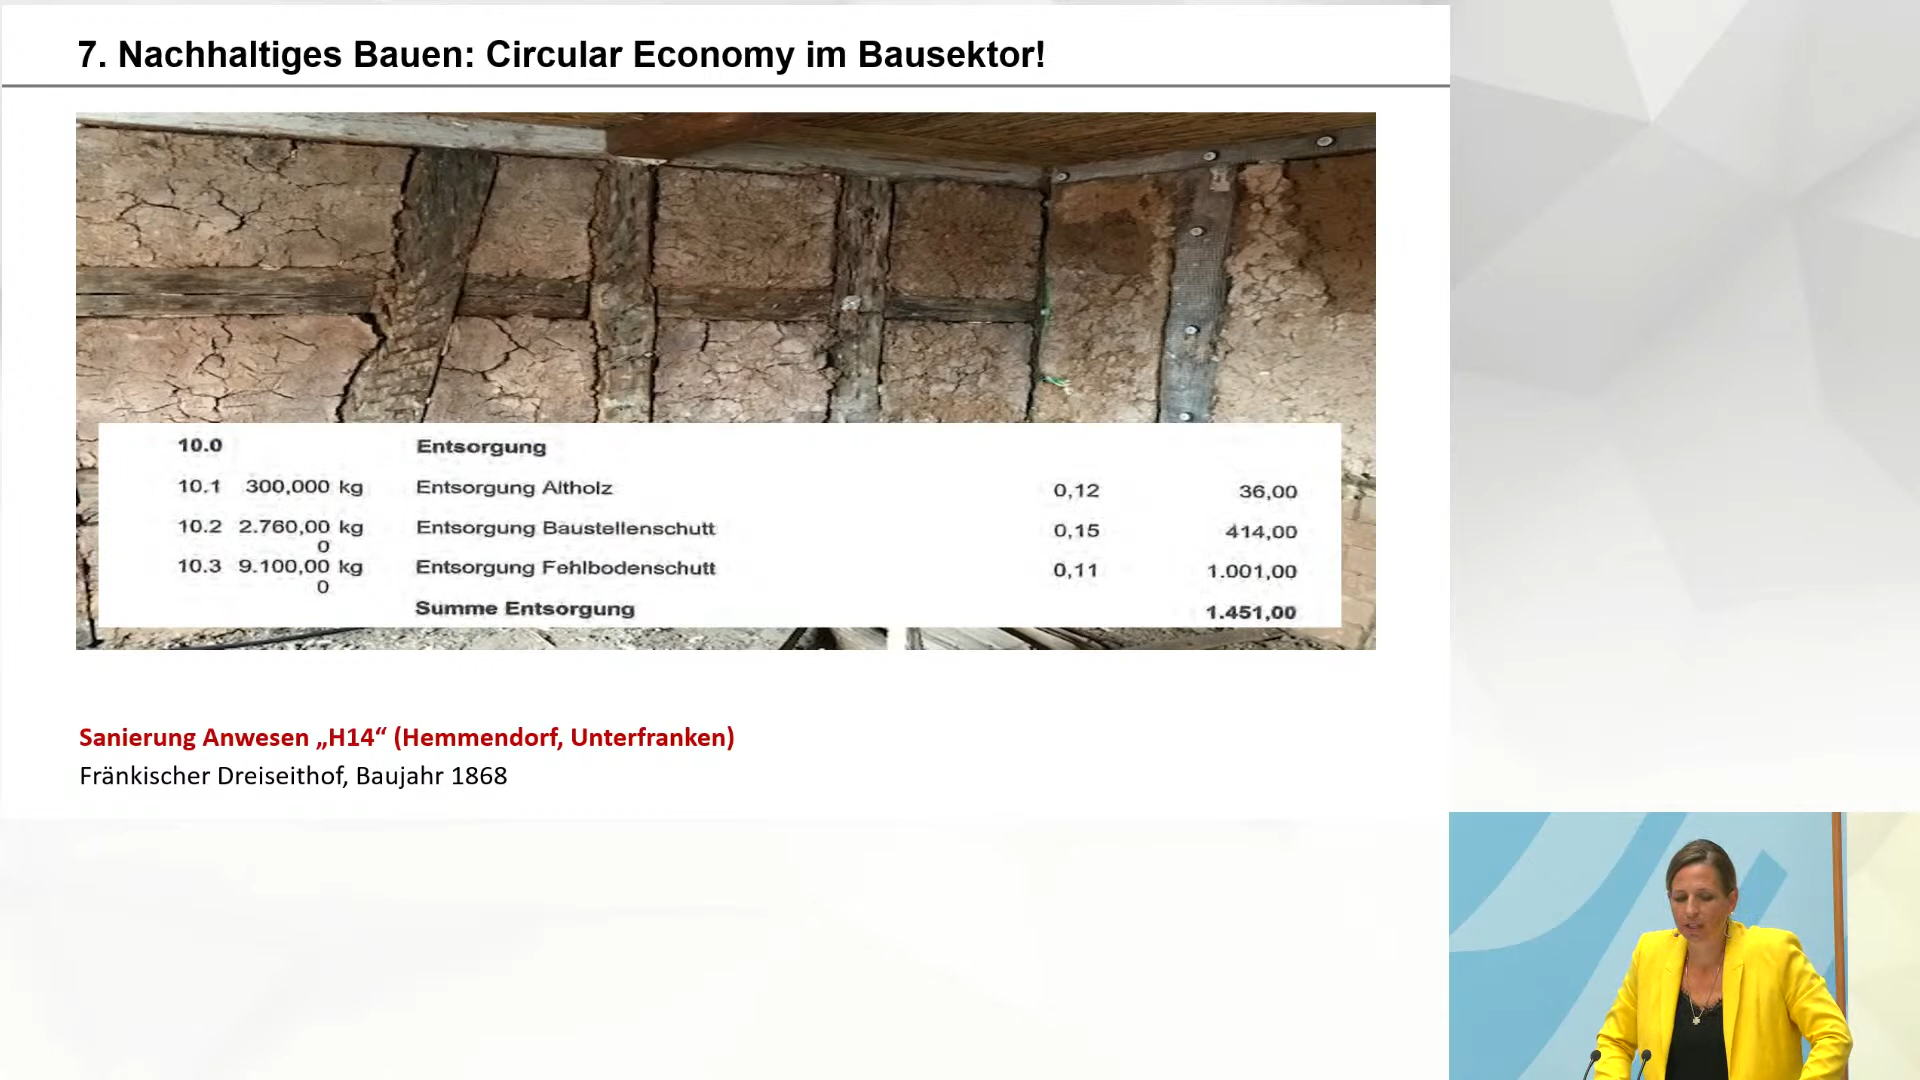 7. Nachhaltiges Bauen: Circular Economy im Bausektor!
10.0 Entsorgung
10.1 300,000 kg Entsorgung Altholz 0,12 36,00
10.2 2.760,00 kg Entsorgung Baustellenschutt 0,15 414,00
0
10.3 9.100,00 kg Entsorgung Fehlbodenschutt 0,11 1.001,00
0
Summe Entsorgung 1.451,00
Sanierung Anwesen „H14“ (Hemmendorf, Unterfranken)
Fränkischer Dreiseithof, Baujahr 1868